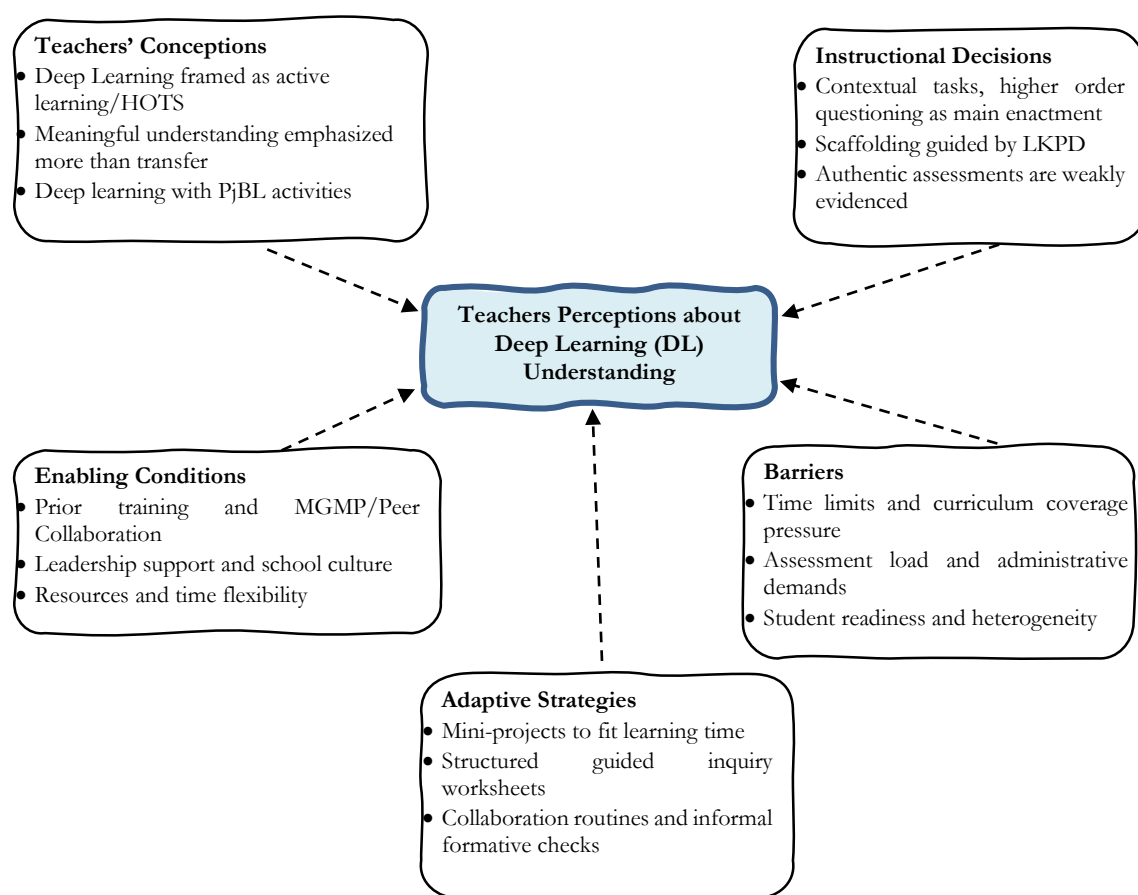 Teachers' Conceptions
• Deep Learning framed as active
learning/HOTS
• Meaningful understanding emphasized
more than transfer
• Deep learning with PjBL activities
Instructional Decisions
• Contextual tasks, higher order
questioning as main enactment
• Scaffolding guided by LKPD
• Authentic assessments are weakly
evidenced
Teachers Perceptions about
Deep Learning (DL)
Understanding
Enabling Conditions
• Prior training and MGMP/Peer
Collaboration
• Leadership support and school culture
• Resources and time flexibility
Barriers
• Time limits and curriculum coverage
pressure
• Assessment load and administrative
demands
• Student readiness and heterogeneity
Adaptive Strategies
• Mini-projects to fit learning time
• Structured guided inquiry
worksheets
• Collaboration routines and informal
formative checks